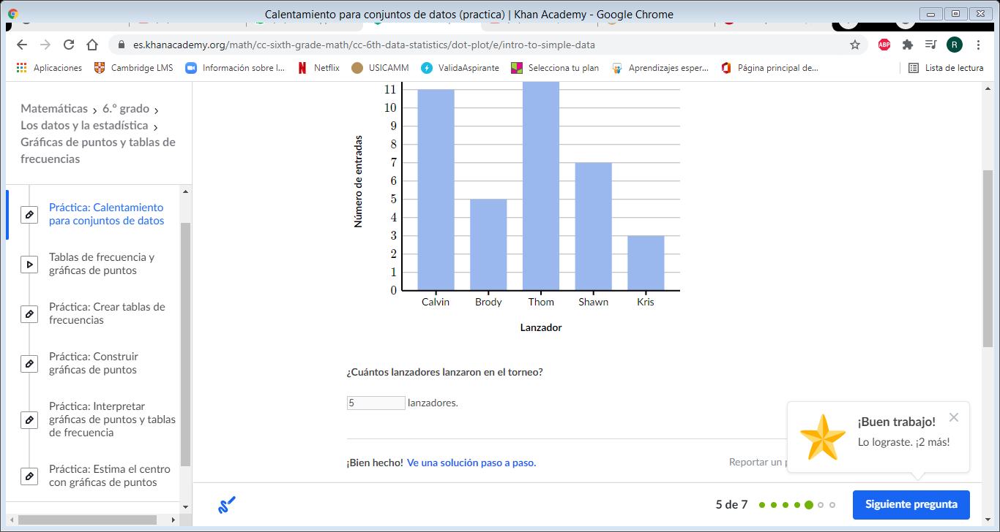 Calentamiento para conjuntos de datos (practica) | Khan Academy - Google Chrome
es.khanacademy.org/math/cc-sixth-grade-math/cc-6th-data-statistics/dot-plot/e/intro-to-simple-data
ABP
R
Aplicaciones
Cambridge LMS
Información sobre l...
Netflix
USICAMM
ValidaAspirante
Selecciona tu plan
Aprendizajes esper...
Página principal de...
Lista de lectura
Matemáticas › 6.º grado ›
Los datos y la estadística ›
Gráficas de puntos y tablas de
frecuencias
Práctica: Calentamiento
para conjuntos de datos
Tablas de frecuencia y
gráficas de puntos
Práctica: Crear tablas de
frecuencias
Práctica: Construir
gráficas de puntos
Práctica: Interpretar
gráficas de puntos y tablas
de frecuencia
Práctica: Estima el centro
con gráficas de puntos
Número de entradas
11
10
9
8
7
6
5
4
3
2
1
0
Calvin Brody Thom Shawn Kris
Lanzador
¿Cuántos lanzadores lanzaron en el torneo?
5 lanzadores.
¡Buen trabajo!
Lo lograste. ¡2 más!
¡Bien hecho! Ve una solución paso a paso.
Reportar un
5 de 7
Siguiente pregunta